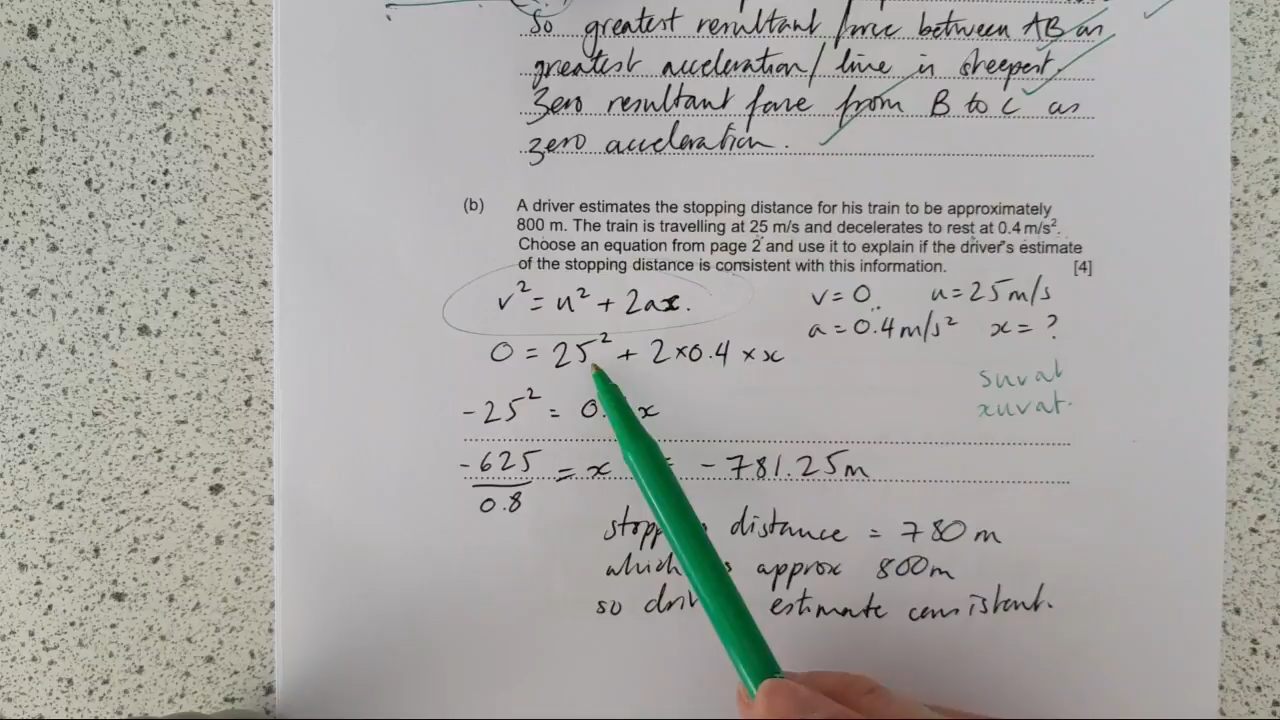 So greatest resultant force between AB as
greatest acceleration/ line is steepest.
Zero resultant force from B to C as
zero acceleration.
(b) A driver estimates the stopping distance for his train to be approximately
800 m. The train is travelling at 25 m/s and decelerates to rest at 0.4 m/s².
Choose an equation from page 2 and use it to explain if the driver's estimate
of the stopping distance is consistent with this information. [4]
v² = u² + 2ax.
v = 0 u = 25 m/s
a = 0.4 m/s² x = ?
0 = 25² + 2 × 0.4 × x
suvat
xuvat.
-25² = 0. x
-625/0.8 = x = -781.25 m
distance = 780 m
approx 800 m
so estimate consistent.